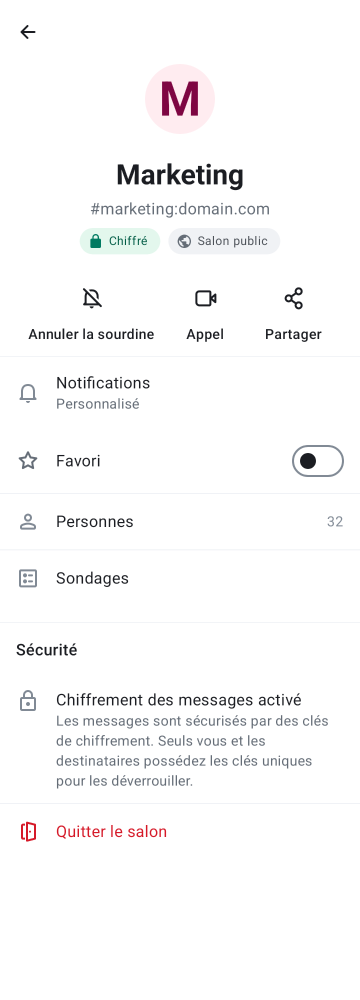 M
Marketing
#marketing:domain.com
Chiffré Salon public
Annuler la sourdine Appel Partager
Notifications
Personnalisé
Favori
Personnes 32
Sondages
Sécurité
Chiffrement des messages activé
Les messages sont sécurisés par des clés
de chiffrement. Seuls vous et les
destinataires possédez les clés uniques
pour les déverrouiller.
Quitter le salon